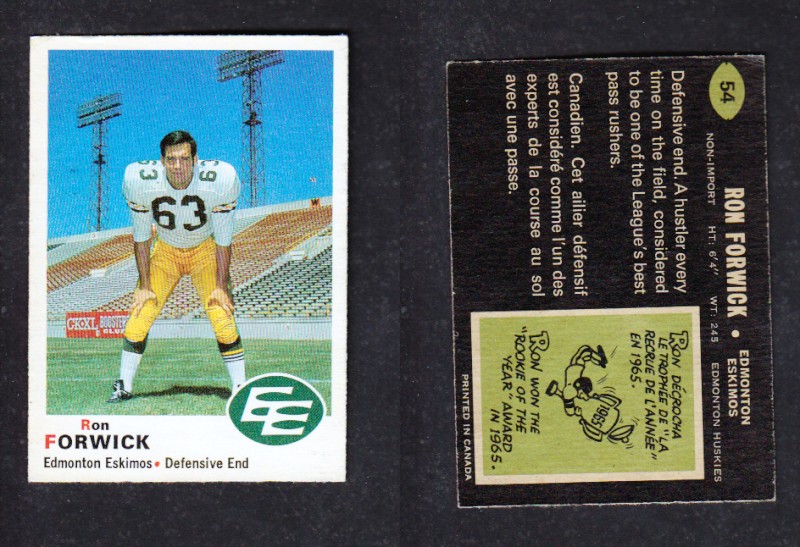 63
63
CKXL BOOSTER
CLUB
EE
Ron
FORWICK
Edmonton Eskimos • Defensive End
54
RON FORWICK • EDMONTON
ESKIMOS
NON-IMPORT HT: 6'4" WT: 245 EDMONTON HUSKIES
Defensive end. A hustler every
time on the field, considered
to be one of the League's best
pass rushers.
Canadien. Cet ailier défensif
est considéré comme l'un des
experts de la course au sol
avec une passe.
RON DÉCROCHA
LE TROPHÉE DE "LA
RECRUE DE L'ANNÉE"
EN 1965.
1965
RON WON THE
"ROOKIE OF THE
YEAR" AWARD
IN 1965.
PRINTED IN CANADA